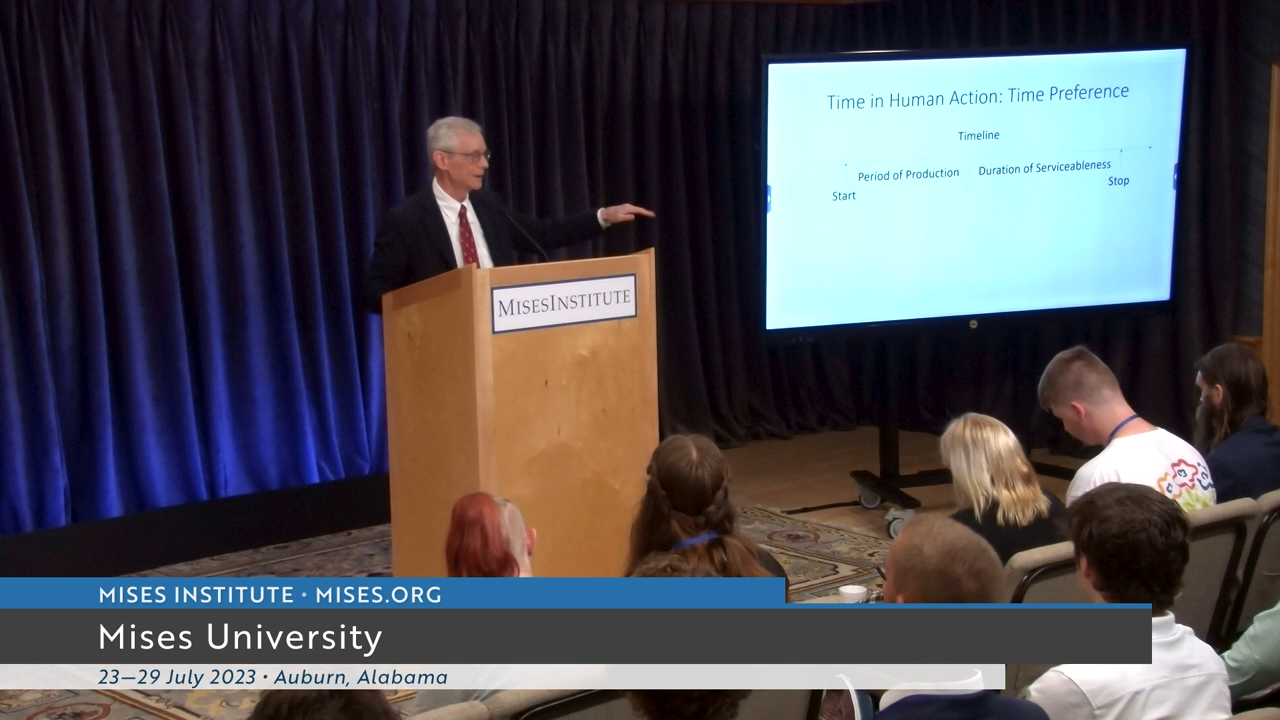 Time in Human Action: Time Preference
Timeline
Period of Production
Duration of Serviceableness
Start
Stop
MISESINSTITUTE
MISES INSTITUTE • MISES.ORG
Mises University
23—29 July 2023 • Auburn, Alabama